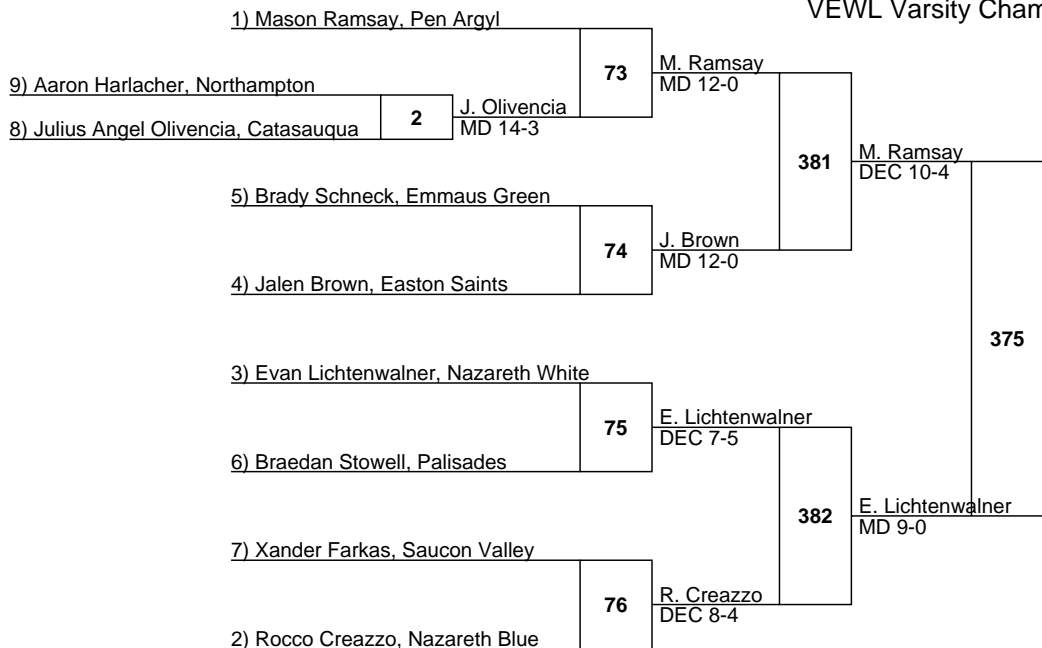 VEWL Varsity Cham
1) Mason Ramsay, Pen Argyl
73
M. Ramsay
MD 12-0
9) Aaron Harlacher, Northampton
2
J. Olivencia
MD 14-3
8) Julius Angel Olivencia, Catasauqua
381
M. Ramsay
DEC 10-4
5) Brady Schneck, Emmaus Green
74
J. Brown
MD 12-0
4) Jalen Brown, Easton Saints
375
3) Evan Lichtenwalner, Nazareth White
75
E. Lichtenwalner
DEC 7-5
6) Braedan Stowell, Palisades
382
E. Lichtenwalner
MD 9-0
7) Xander Farkas, Saucon Valley
76
R. Creazzo
DEC 8-4
2) Rocco Creazzo, Nazareth Blue